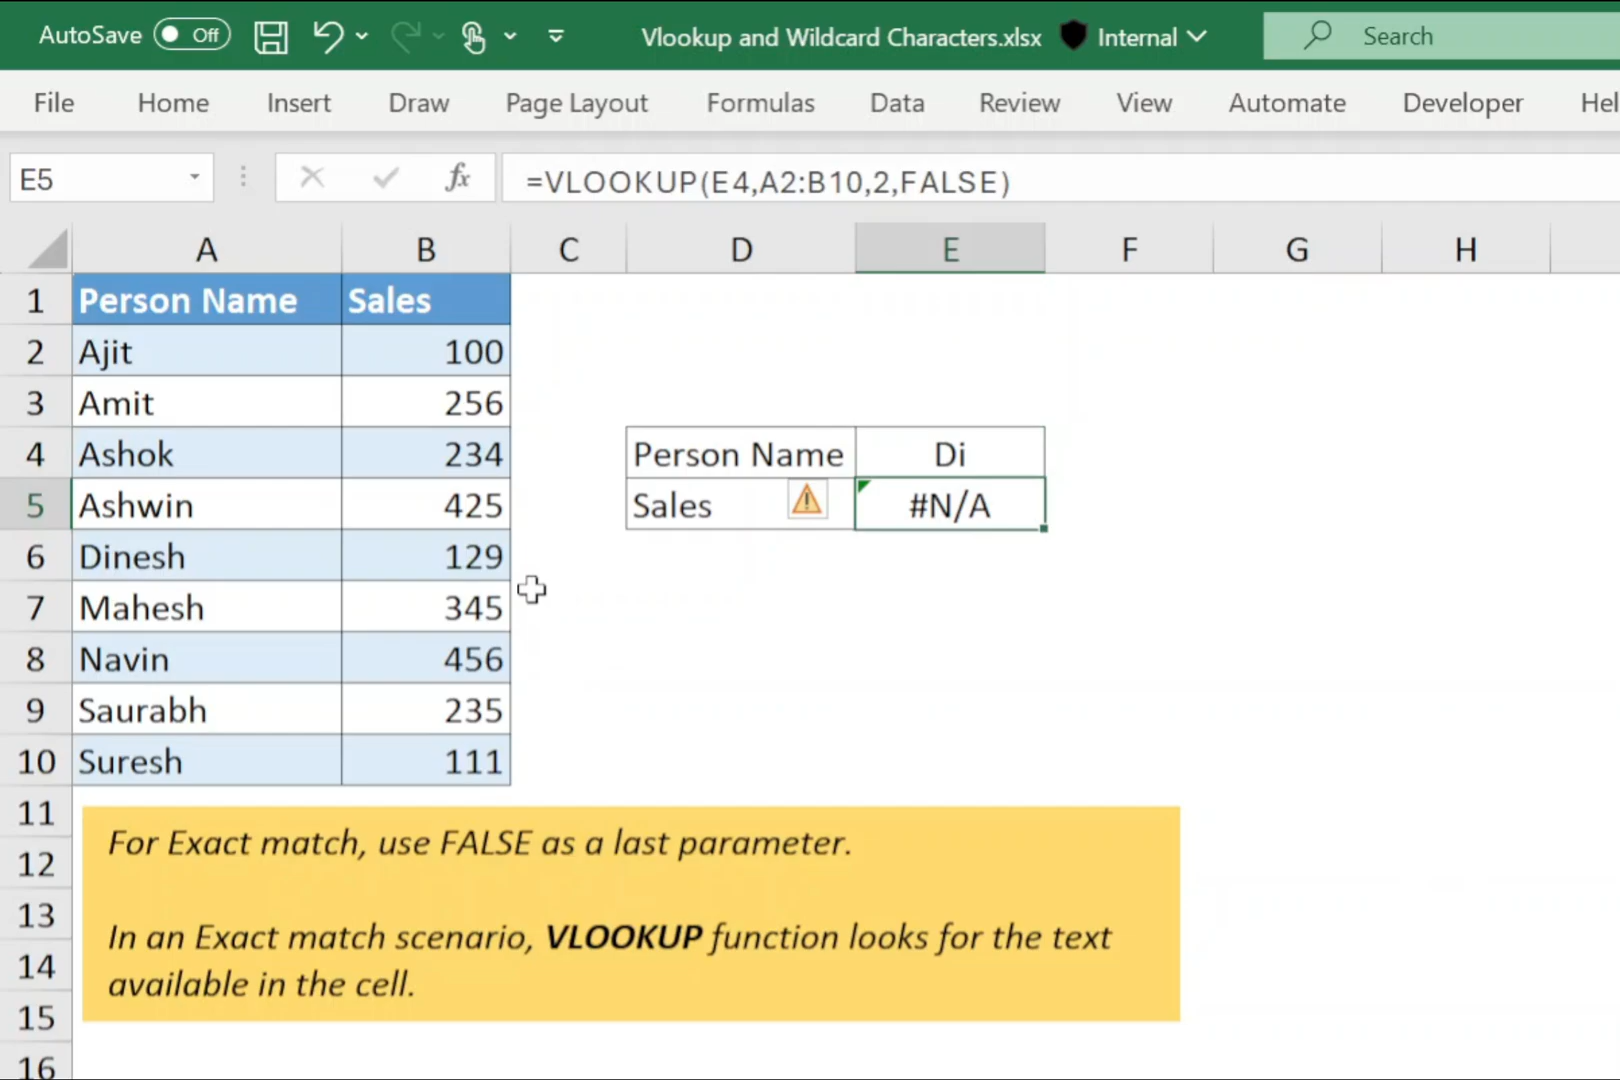 AutoSave Off Vlookup and Wildcard Characters.xlsx Internal Search
File Home Insert Draw Page Layout Formulas Data Review View Automate Developer Hel
E5 fx =VLOOKUP(E4,A2:B10,2,FALSE)
A B C D E F G H
1 Person Name Sales
2 Ajit 100
3 Amit 256
4 Ashok 234 Person Name Di
5 Ashwin 425 Sales #N/A
6 Dinesh 129
7 Mahesh 345
8 Navin 456
9 Saurabh 235
10 Suresh 111
11
For Exact match, use FALSE as a last parameter.
12
13
In an Exact match scenario, VLOOKUP function looks for the text
14
available in the cell.
15
16